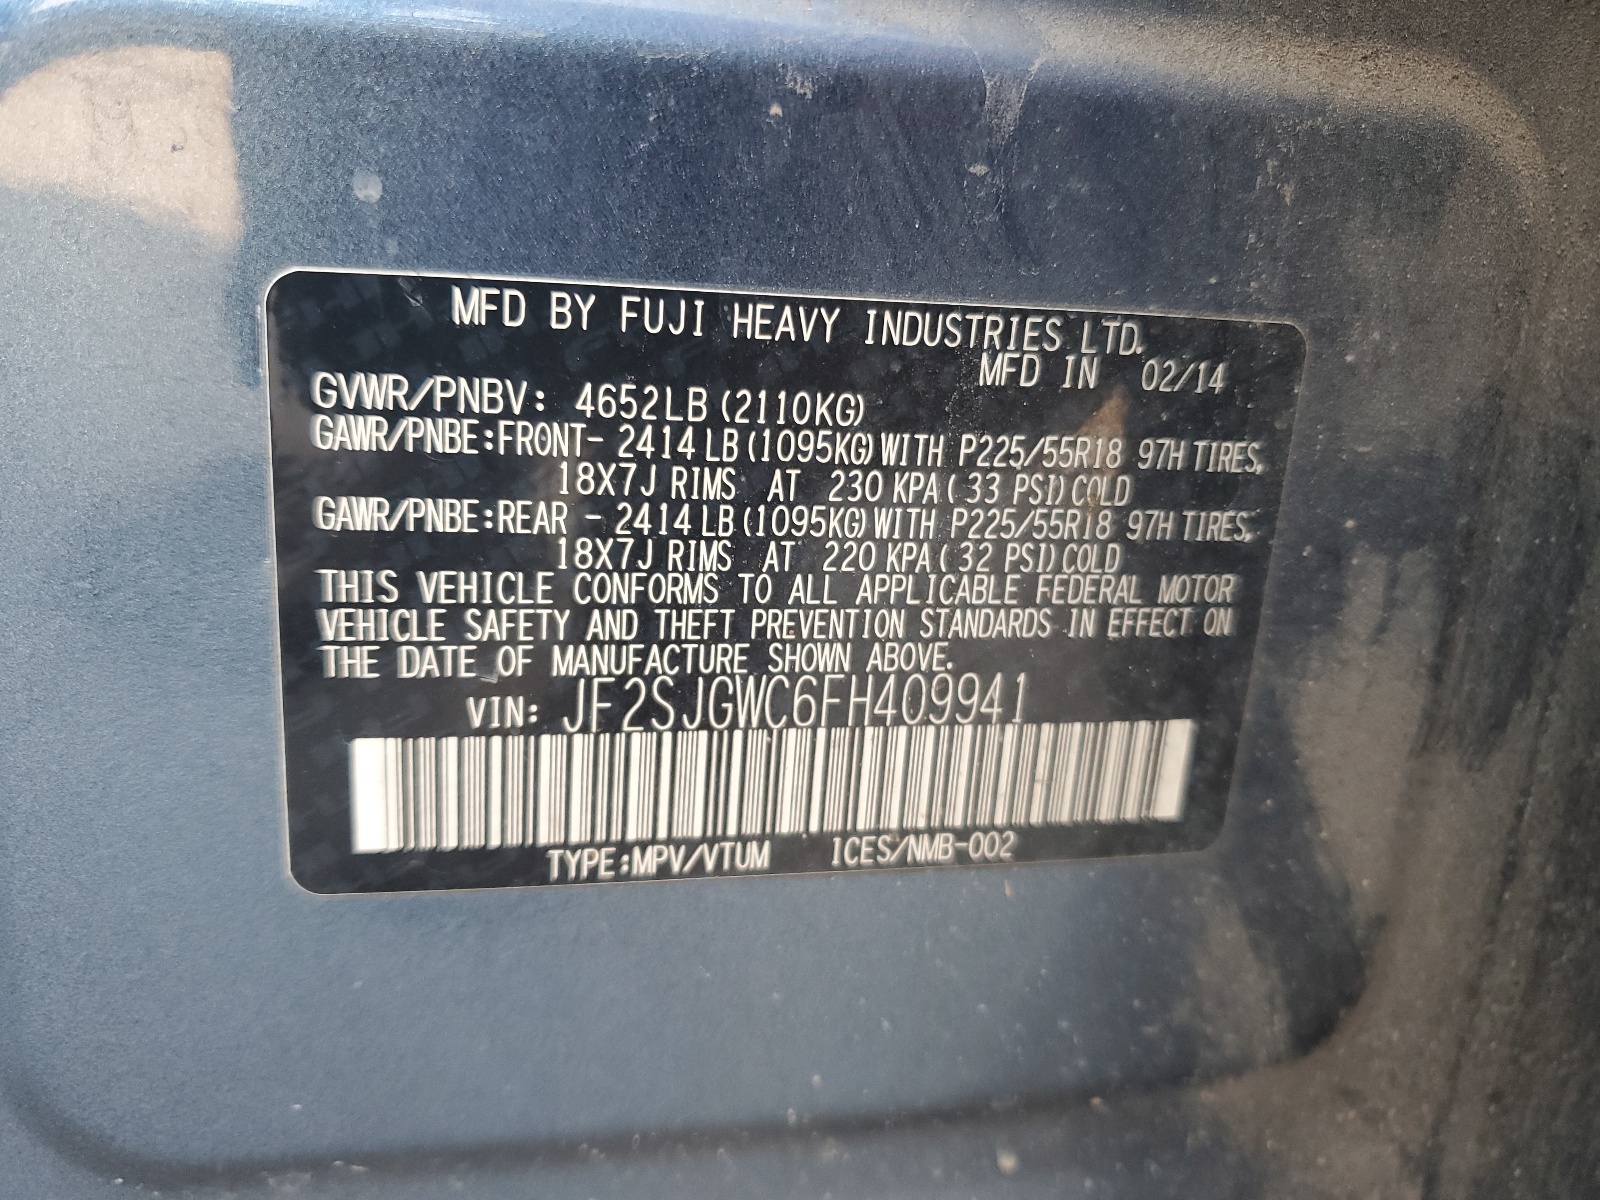 MFD BY FUJI HEAVY INDUSTRIES LTD.
MFD IN 02/14
GVWR/PNBV: 4652LB (2110KG)
GAWR/PNBE:FRONT- 2414 LB (1095KG) WITH P225/55R18 97H TIRES,
18X7J RIMS AT 230 KPA ( 33 PSI) COLD
GAWR/PNBE:REAR - 2414 LB (1095KG) WITH P225/55R18 97H TIRES,
18X7J RIMS AT 220 KPA ( 32 PSI) COLD
THIS VEHICLE CONFORMS TO ALL APPLICABLE FEDERAL MOTOR
VEHICLE SAFETY AND THEFT PREVENTION STANDARDS IN EFFECT ON
THE DATE OF MANUFACTURE SHOWN ABOVE.
VIN: JF2SJGWC6FH409941
TYPE:MPV/VTUM ICES/NMB-002